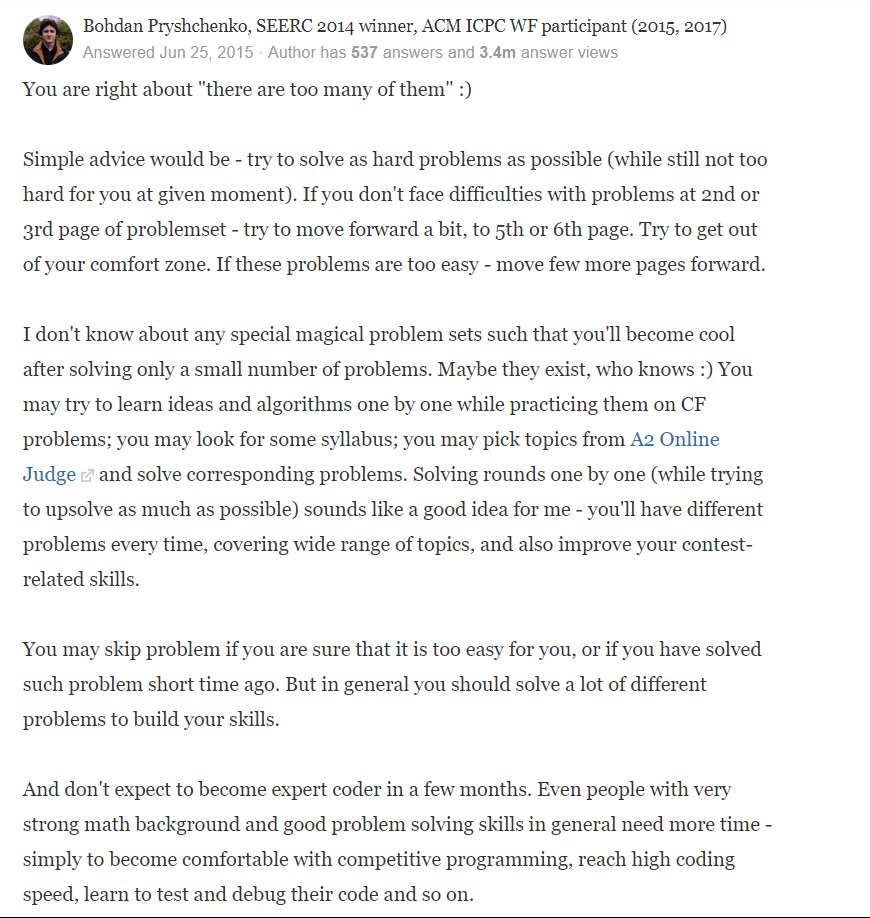 Bohdan Pryshchenko, SEERC 2014 winner, ACM ICPC WF participant (2015, 2017)
Answered Jun 25, 2015 · Author has 537 answers and 3.4m answer views
You are right about "there are too many of them" :)
Simple advice would be - try to solve as hard problems as possible (while still not too
hard for you at given moment). If you don't face difficulties with problems at 2nd or
3rd page of problemset - try to move forward a bit, to 5th or 6th page. Try to get out
of your comfort zone. If these problems are too easy - move few more pages forward.
I don't know about any special magical problem sets such that you'll become cool
after solving only a small number of problems. Maybe they exist, who knows :) You
may try to learn ideas and algorithms one by one while practicing them on CF
problems; you may look for some syllabus; you may pick topics from A2 Online
Judge and solve corresponding problems. Solving rounds one by one (while trying
to upsolve as much as possible) sounds like a good idea for me - you'll have different
problems every time, covering wide range of topics, and also improve your contest-
related skills.
You may skip problem if you are sure that it is too easy for you, or if you have solved
such problem short time ago. But in general you should solve a lot of different
problems to build your skills.
And don't expect to become expert coder in a few months. Even people with very
strong math background and good problem solving skills in general need more time -
simply to become comfortable with competitive programming, reach high coding
speed, learn to test and debug their code and so on.